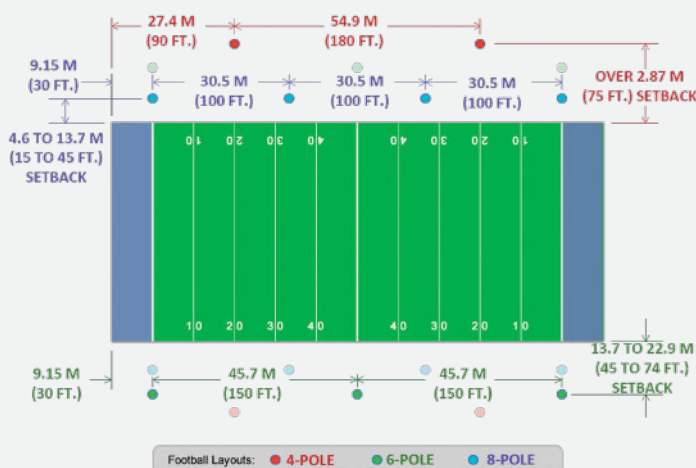 27.4 M
(90 FT.)
54.9 M
(180 FT.)
9.15 M
(30 FT.)
30.5 M
(100 FT.)
30.5 M
(100 FT.)
30.5 M
(100 FT.)
OVER 2.87 M
(75 FT.) SETBACK
4.6 TO 13.7 M
(15 TO 45 FT.)
SETBACK
10 20 30 40 40 30 20 10
10 20 30 40 40 30 20 10
9.15 M
(30 FT.)
45.7 M
(150 FT.)
45.7 M
(150 FT.)
13.7 TO 22.9 M
(45 TO 74 FT.)
SETBACK
Football Layouts: 4-POLE 6-POLE 8-POLE